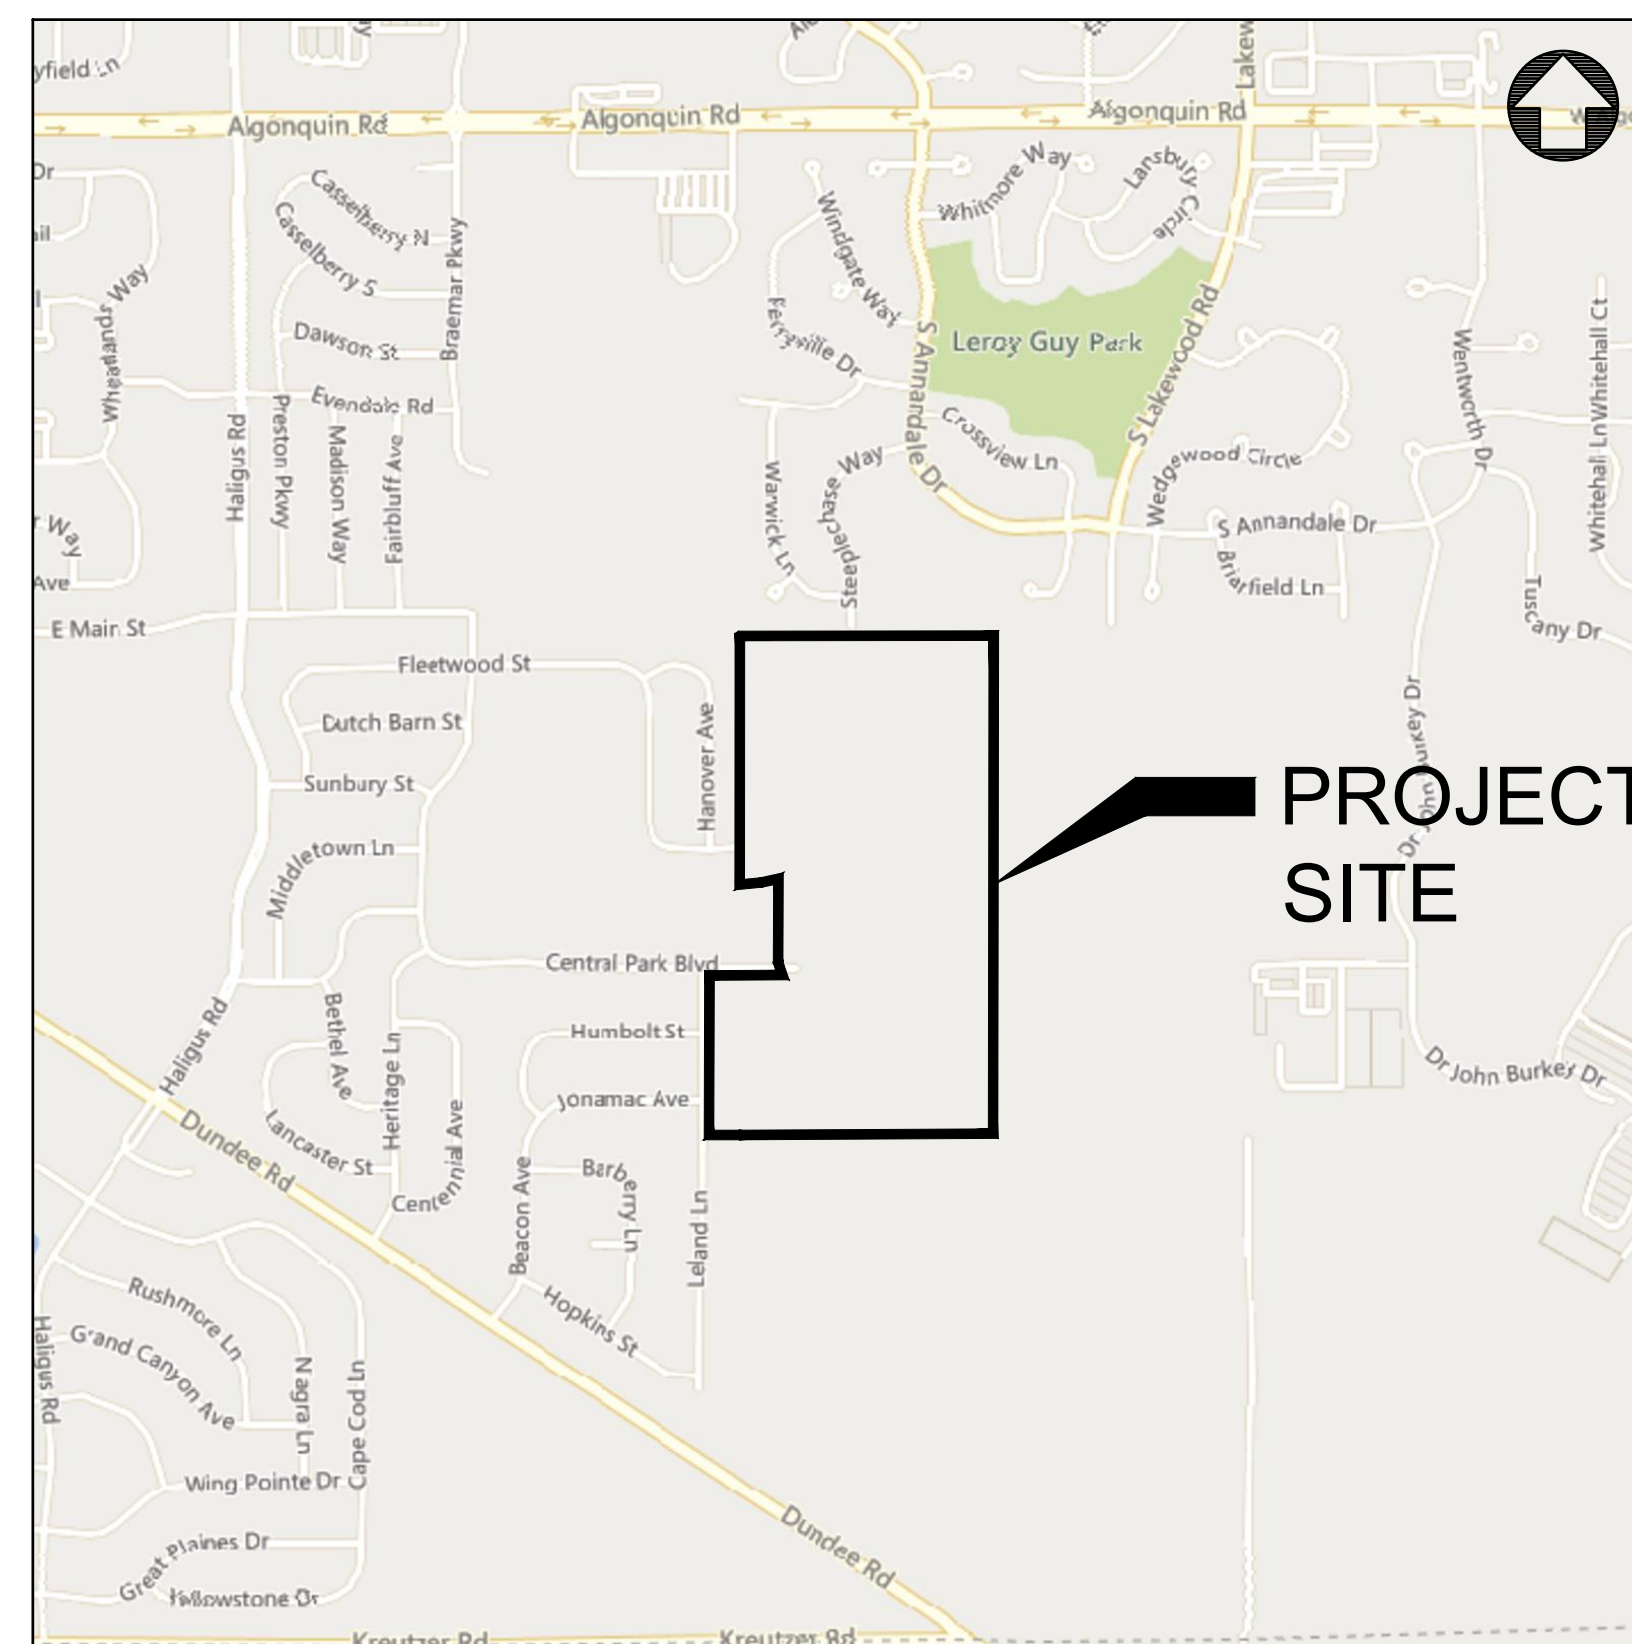 yfield Ln
Lakew
Algonquin Rd
Algonquin Rd
Algonquin Rd
Dr
Casselberry N
Casselberry S
Braemar Pkwy
Dawson St
Evendale Rd
Wheatlands Way
Haligus Rd
Preston Pkwy
Madison Way
Fairbluff Ave
Windgate Way
Whitmore Way
Lansbury Circle
Leroy Guy Park
S Annandale Dr
S Lakewood Rd
Crossview Ln
Steeplechase Way
Warwick Ln
Wedgewood Circle
S Annandale Dr
Briarfield Ln
Wentworth Dr
Whitehall Ln
Whitehall Ct
Tuscany Dr
r Way
Ave
E Main St
Fleetwood St
Dutch Barn St
Sunbury St
Hanover Ave
Middletown Ln
Dr John Burkey Dr
PROJECT
SITE
Central Park Blvd
Humbolt St
Jonamac Ave
Bethel Ave
Heritage Ln
Haligus Rd
Lancaster St
Centennial Ave
Dundee Rd
Beacon Ave
Barberry Ln
Leland Ln
Hopkins St
Dr John Burkey Dr
Rushmore Ln
Grand Canyon Ave
Haligus Rd
N agra Ln
Cape Cod Ln
Wing Pointe Dr
Great Plaines Dr
Yellowstone Dr
Dundee Rd
Kreutzer Rd
Kreutzer Rd